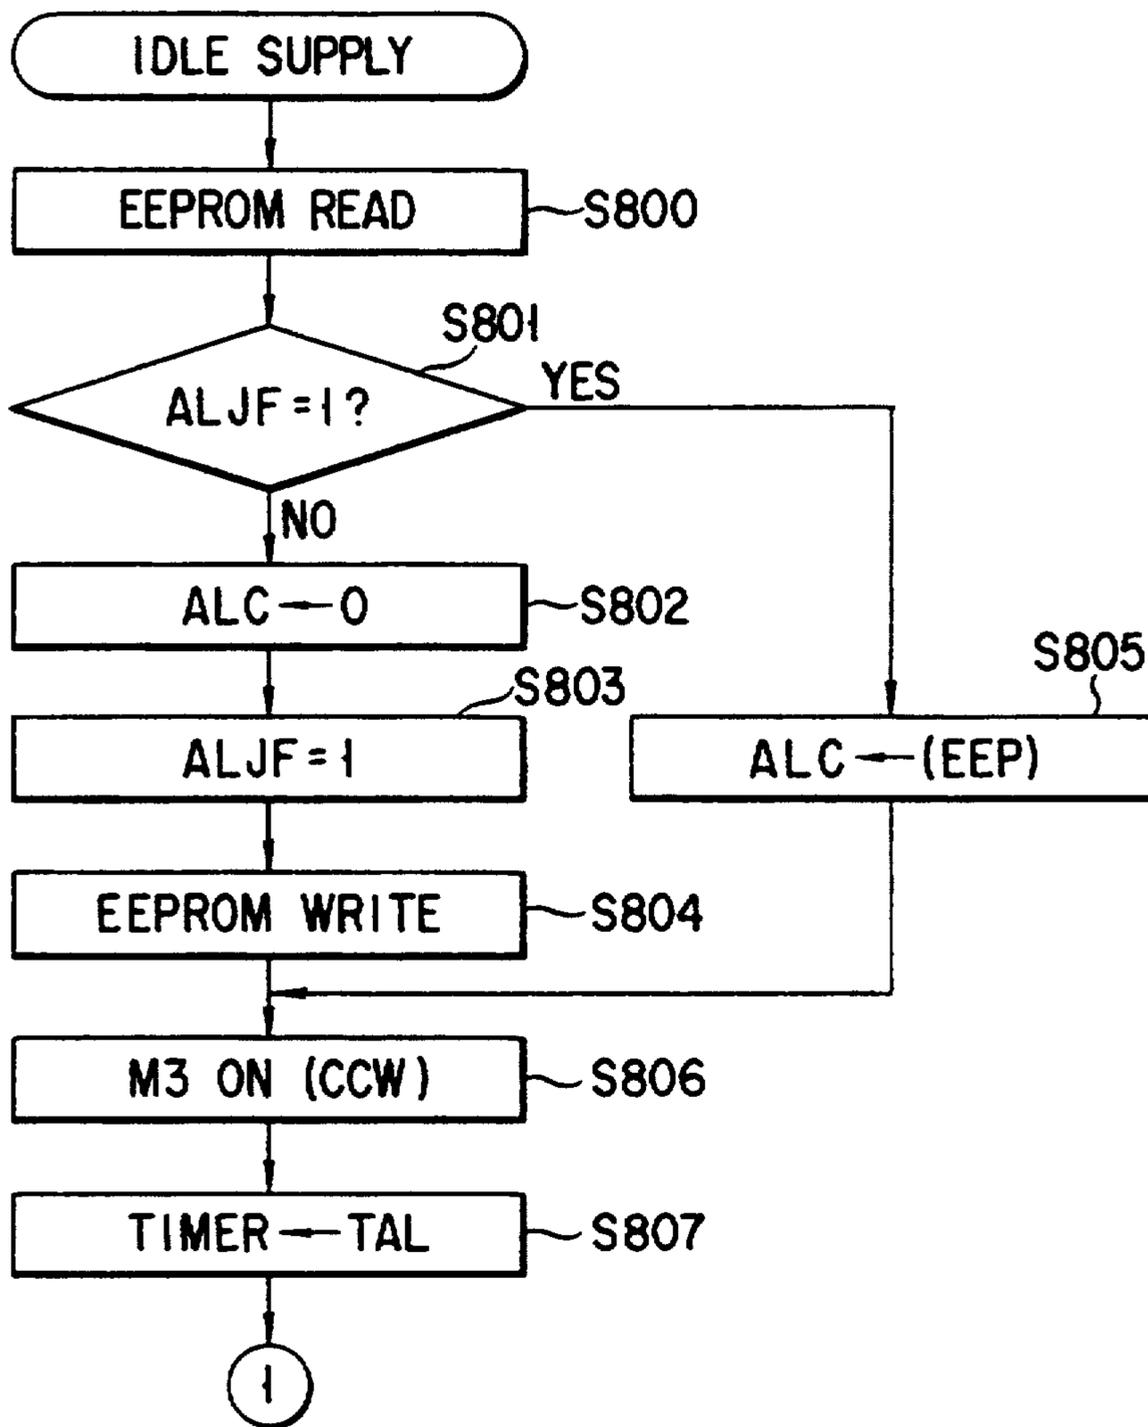 IDLE SUPPLY
EEPROM READ
S800
S801
ALJF=1?
YES
NO
ALC←0
S802
S803
ALJF=1
S805
ALC←(EEP)
EEPROM WRITE
S804
M3 ON (CCW)
S806
TIMER←TAL
S807
1